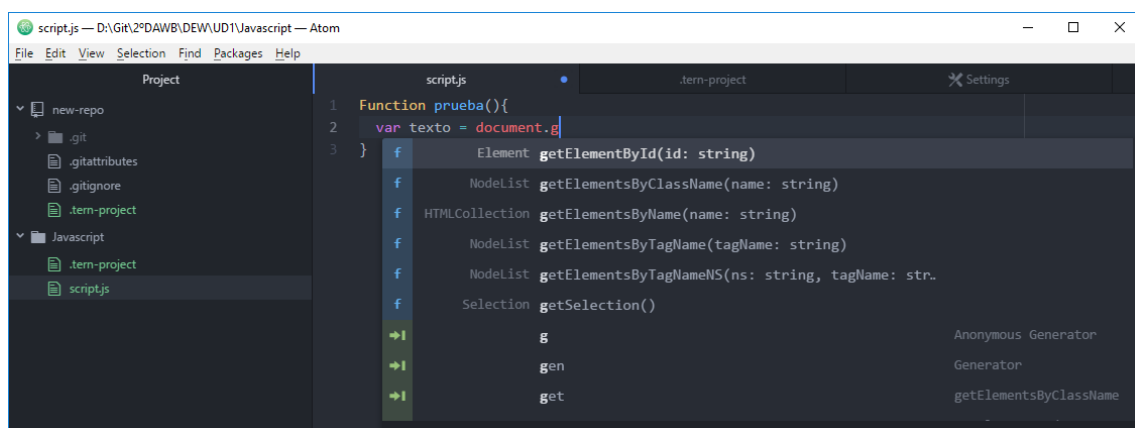 script.js — D:\Git\2ºDAWB\DEW\UD1\Javascript — Atom
File Edit View Selection Find Packages Help
Project
script.js
.tern-project
Settings
new-repo
.git
.gitattributes
.gitignore
.tern-project
Javascript
.tern-project
script.js
1 Function prueba(){
2 var texto = document.g
3 }
f Element getElementById(id: string)
f NodeList getElementsByClassName(name: string)
f HTMLCollection getElementsByName(name: string)
f NodeList getElementsByTagName(tagName: string)
f NodeList getElementsByTagNameNS(ns: string, tagName: str…
f Selection getSelection()
g Anonymous Generator
gen Generator
get getElementsByClassName